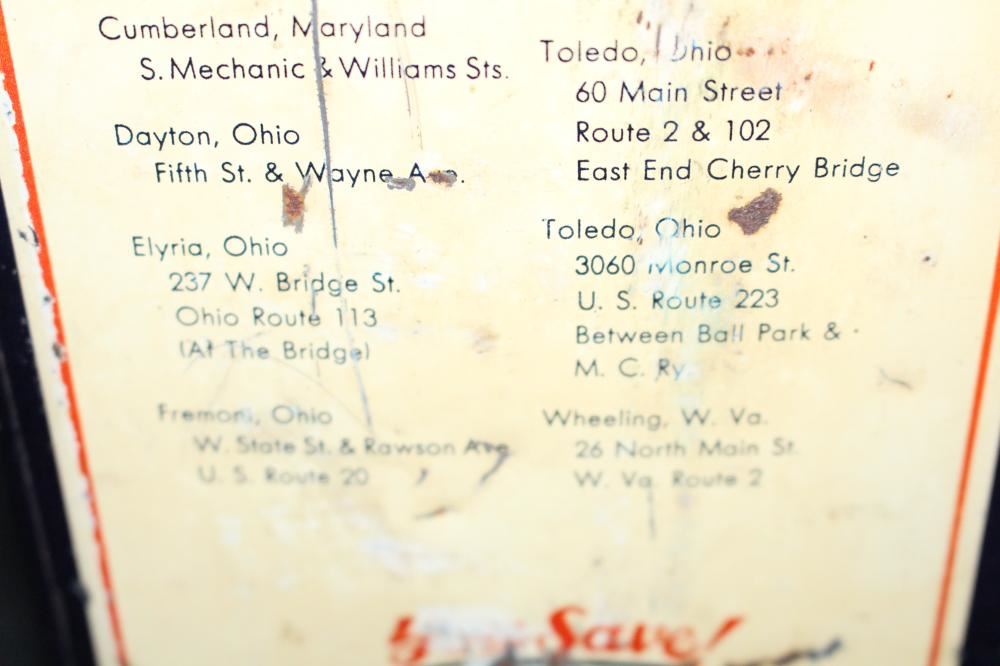 Cumberland, Maryland
S. Mechanic & Williams Sts.
Dayton, Ohio
Fifth St. & Wayne Ave.
Elyria, Ohio
237 W. Bridge St.
Ohio Route 113
(At The Bridge)
Fremont, Ohio
W. State St. & Rawson Ave
U. S. Route 20
Toledo, Ohio
60 Main Street
Route 2 & 102
East End Cherry Bridge
Toledo, Ohio
3060 Monroe St.
U. S. Route 223
Between Ball Park &
M. C. Ry.
Wheeling, W. Va.
26 North Main St.
W. Va. Route 2
Save!